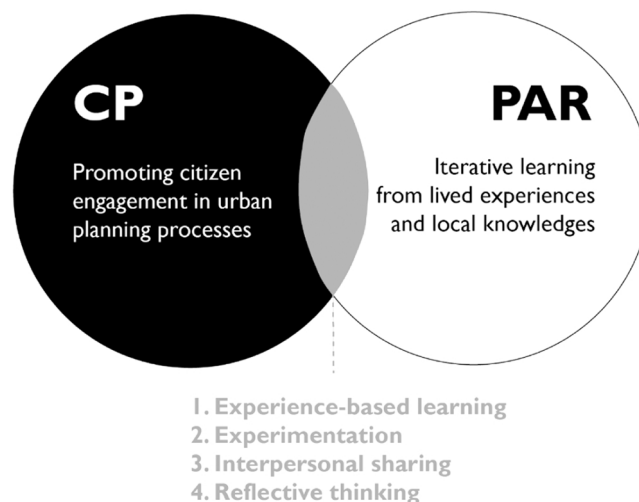 CP
Promoting citizen
engagement in urban
planning processes
PAR
Iterative learning
from lived experiences
and local knowledges
1. Experience-based learning
2. Experimentation
3. Interpersonal sharing
4. Reflective thinking